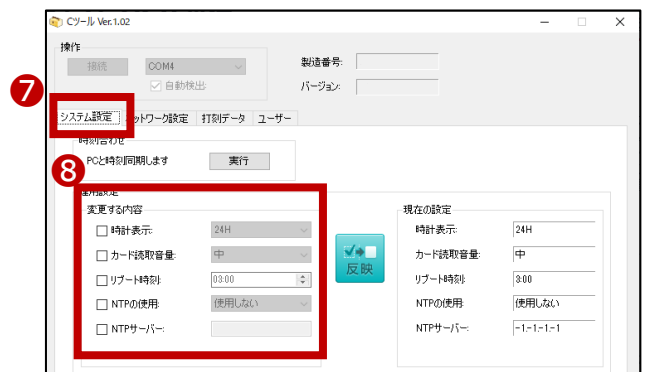 Cツール Ver.1.02
操作
接続 COM4 製造番号:
自動検出 バージョン:
❼
システム設定 ットワーク設定 打刻データ ユーザー
時刻合わせ
❽
PCと時刻同期します 実行
運用設定
変更する内容 現在の設定
時計表示: 24H 時計表示: 24H
カード読取音量: 中 カード読取音量: 中
反映
リブート時刻: 03:00 リブート時刻: 3:00
NTPの使用: 使用しない NTPの使用: 使用しない
NTPサーバー: NTPサーバー: -1.-1.-1.-1